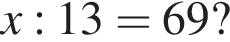 x : 13 = 69?